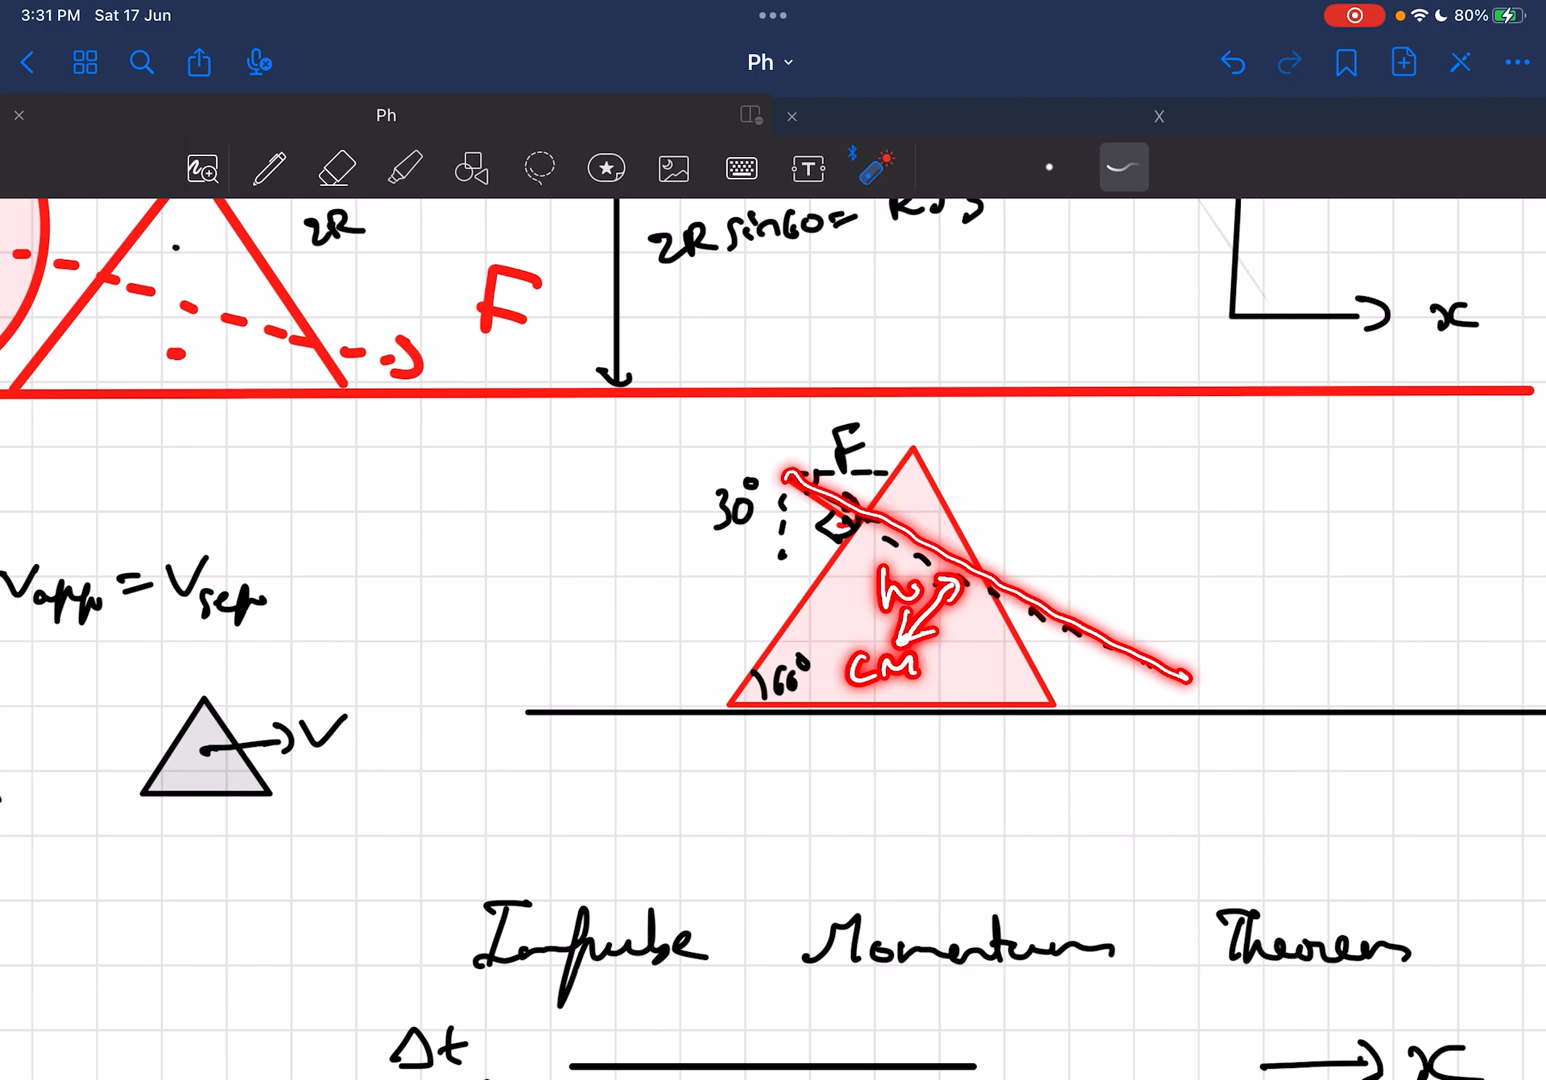 3:31 PM Sat 17 Jun
80%
Ph
Ph
X
T
2R
2R sin60 =
F
x
F
30°
h
CM
60°
Vapp = Vsep
V
Impulse Momentum Theorem
Δt
x